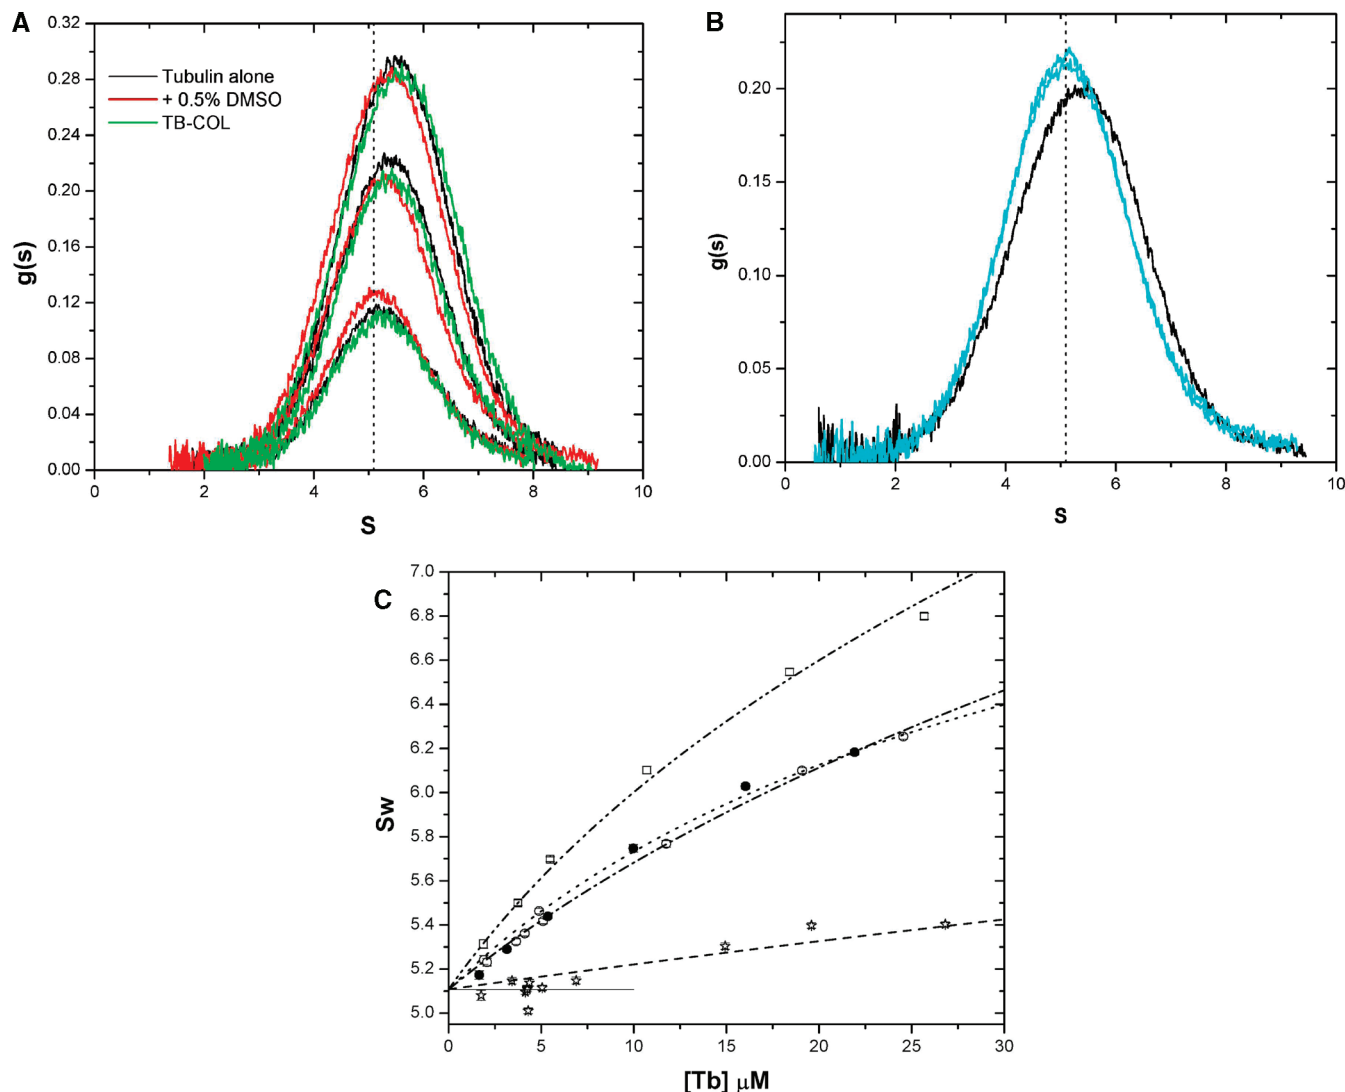 A
0.32
0.28
0.24
0.20
0.16
0.12
0.08
0.04
0.00
g(s)
Tubulin alone
+ 0.5% DMSO
TB-COL
0 2 4 6 8 10
S
B
0.20
0.15
0.10
0.05
0.00
g(s)
0 2 4 6 8 10
S
C
7.0
6.8
6.6
6.4
6.2
6.0
5.8
5.6
5.4
5.2
5.0
Sw
0 5 10 15 20 25 30
[Tb] μM